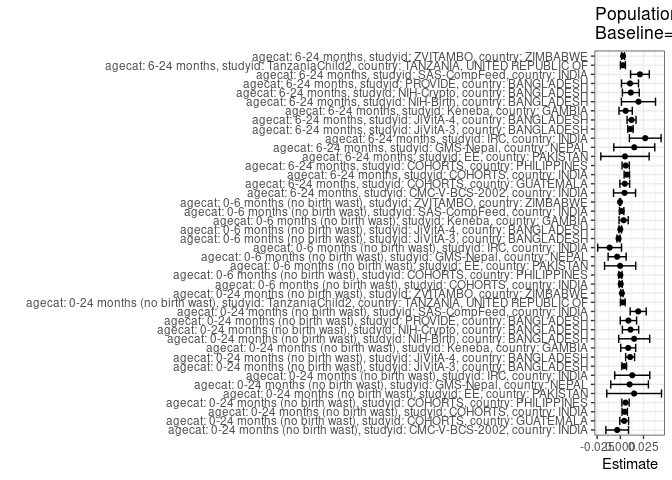 Population
Baseline=
agecat: 6-24 months, studyid: ZVITAMBO, country: ZIMBABWE
agecat: 6-24 months, studyid: TanzaniaChild2, country: TANZANIA, UNITED REPUBLIC OF
agecat: 6-24 months, studyid: SAS-CompFeed, country: INDIA
agecat: 6-24 months, studyid: PROVIDE, country: BANGLADESH
agecat: 6-24 months, studyid: NIH-Crypto, country: BANGLADESH
agecat: 6-24 months, studyid: NIH-Birth, country: BANGLADESH
agecat: 6-24 months, studyid: Keneba, country: GAMBIA
agecat: 6-24 months, studyid: JiVitA-4, country: BANGLADESH
agecat: 6-24 months, studyid: JiVitA-3, country: BANGLADESH
agecat: 6-24 months, studyid: IRC, country: INDIA
agecat: 6-24 months, studyid: GMS-Nepal, country: NEPAL
agecat: 6-24 months, studyid: EE, country: PAKISTAN
agecat: 6-24 months, studyid: COHORTS, country: PHILIPPINES
agecat: 6-24 months, studyid: COHORTS, country: INDIA
agecat: 6-24 months, studyid: COHORTS, country: GUATEMALA
agecat: 6-24 months, studyid: CMC-V-BCS-2002, country: INDIA
agecat: 0-6 months (no birth wast), studyid: ZVITAMBO, country: ZIMBABWE
agecat: 0-6 months (no birth wast), studyid: SAS-CompFeed, country: INDIA
agecat: 0-6 months (no birth wast), studyid: Keneba, country: GAMBIA
agecat: 0-6 months (no birth wast), studyid: JiVitA-4, country: BANGLADESH
agecat: 0-6 months (no birth wast), studyid: JiVitA-3, country: BANGLADESH
agecat: 0-6 months (no birth wast), studyid: IRC, country: INDIA
agecat: 0-6 months (no birth wast), studyid: GMS-Nepal, country: NEPAL
agecat: 0-6 months (no birth wast), studyid: EE, country: PAKISTAN
agecat: 0-6 months (no birth wast), studyid: COHORTS, country: PHILIPPINES
agecat: 0-6 months (no birth wast), studyid: COHORTS, country: INDIA
agecat: 0-24 months (no birth wast), studyid: ZVITAMBO, country: ZIMBABWE
agecat: 0-24 months (no birth wast), studyid: TanzaniaChild2, country: TANZANIA, UNITED REPUBLIC OF
agecat: 0-24 months (no birth wast), studyid: SAS-CompFeed, country: INDIA
agecat: 0-24 months (no birth wast), studyid: PROVIDE, country: BANGLADESH
agecat: 0-24 months (no birth wast), studyid: NIH-Crypto, country: BANGLADESH
agecat: 0-24 months (no birth wast), studyid: NIH-Birth, country: BANGLADESH
agecat: 0-24 months (no birth wast), studyid: Keneba, country: GAMBIA
agecat: 0-24 months (no birth wast), studyid: JiVitA-4, country: BANGLADESH
agecat: 0-24 months (no birth wast), studyid: JiVitA-3, country: BANGLADESH
agecat: 0-24 months (no birth wast), studyid: IRC, country: INDIA
agecat: 0-24 months (no birth wast), studyid: GMS-Nepal, country: NEPAL
agecat: 0-24 months (no birth wast), studyid: EE, country: PAKISTAN
agecat: 0-24 months (no birth wast), studyid: COHORTS, country: PHILIPPINES
agecat: 0-24 months (no birth wast), studyid: COHORTS, country: INDIA
agecat: 0-24 months (no birth wast), studyid: COHORTS, country: GUATEMALA
agecat: 0-24 months (no birth wast), studyid: CMC-V-BCS-2002, country: INDIA
-0.025 0.000 0.025
Estimate